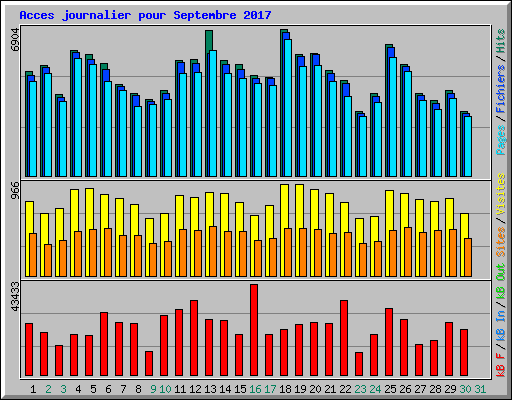 Acces journalier pour Septembre 2017
6904
Pages / Fichiers / Hits
966
Sites / Visites
43433
kB F / kB In / kB Out
1 2 3 4 5 6 7 8 9 10 11 12 13 14 15 16 17 18 19 20 21 22 23 24 25 26 27 28 29 30 31